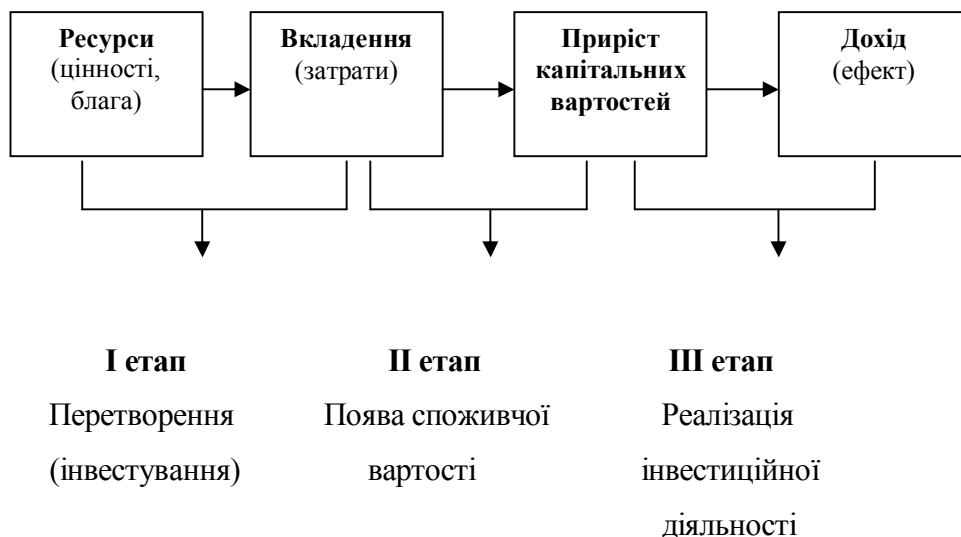 Ресурси
(цінності,
блага)
Вкладення
(затрати)
Приріст
капітальних
вартостей
Дохід
(ефект)
І етап
Перетворення
(інвестування)
ІІ етап
Поява споживчої
вартості
ІІІ етап
Реалізація
інвестиційної
діяльності